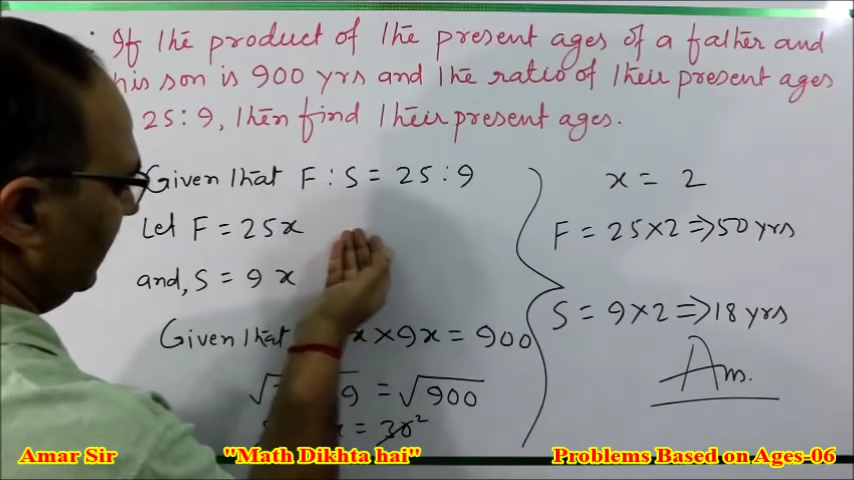 If the product of the present ages of a father and
his son is 900 yrs and the ratio of their present ages
25:9, then find their present ages.
Given that F:S = 25:9
Let F = 25x
and, S = 9x
Given that x×9x = 900
9 = √900
x = 30
x = 2
F = 25×2 ⇒ 50 yrs
S = 9×2 ⇒ 18 yrs
Ans.
Amar Sir "Math Dikhta hai" Problems Based on Ages-06